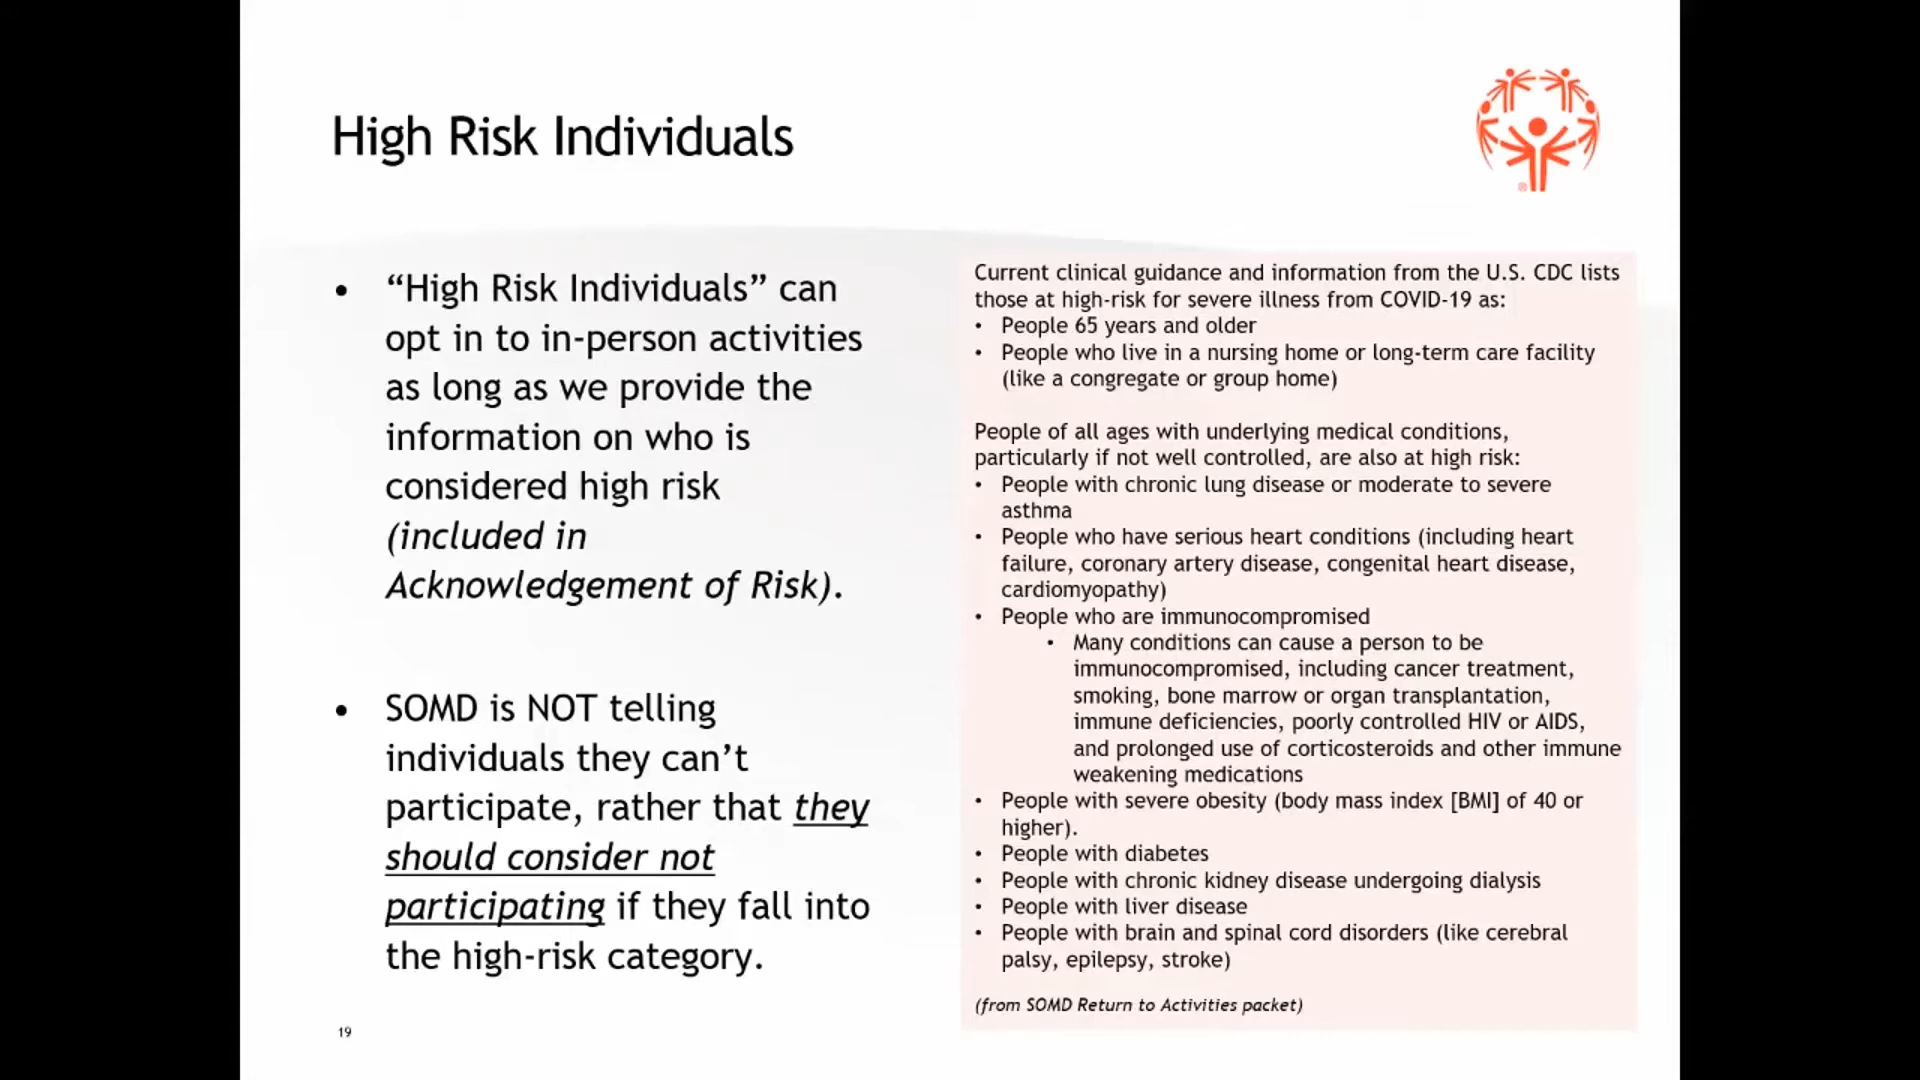 High Risk Individuals
• “High Risk Individuals” can
opt in to in-person activities
as long as we provide the
information on who is
considered high risk
(included in
Acknowledgement of Risk).
• SOMD is NOT telling
individuals they can’t
participate, rather that they
should consider not
participating if they fall into
the high-risk category.
Current clinical guidance and information from the U.S. CDC lists
those at high-risk for severe illness from COVID-19 as:
• People 65 years and older
• People who live in a nursing home or long-term care facility
(like a congregate or group home)
People of all ages with underlying medical conditions,
particularly if not well controlled, are also at high risk:
• People with chronic lung disease or moderate to severe
asthma
• People who have serious heart conditions (including heart
failure, coronary artery disease, congenital heart disease,
cardiomyopathy)
• People who are immunocompromised
• Many conditions can cause a person to be
immunocompromised, including cancer treatment,
smoking, bone marrow or organ transplantation,
immune deficiencies, poorly controlled HIV or AIDS,
and prolonged use of corticosteroids and other immune
weakening medications
• People with severe obesity (body mass index [BMI] of 40 or
higher).
• People with diabetes
• People with chronic kidney disease undergoing dialysis
• People with liver disease
• People with brain and spinal cord disorders (like cerebral
palsy, epilepsy, stroke)
(from SOMD Return to Activities packet)
19
®